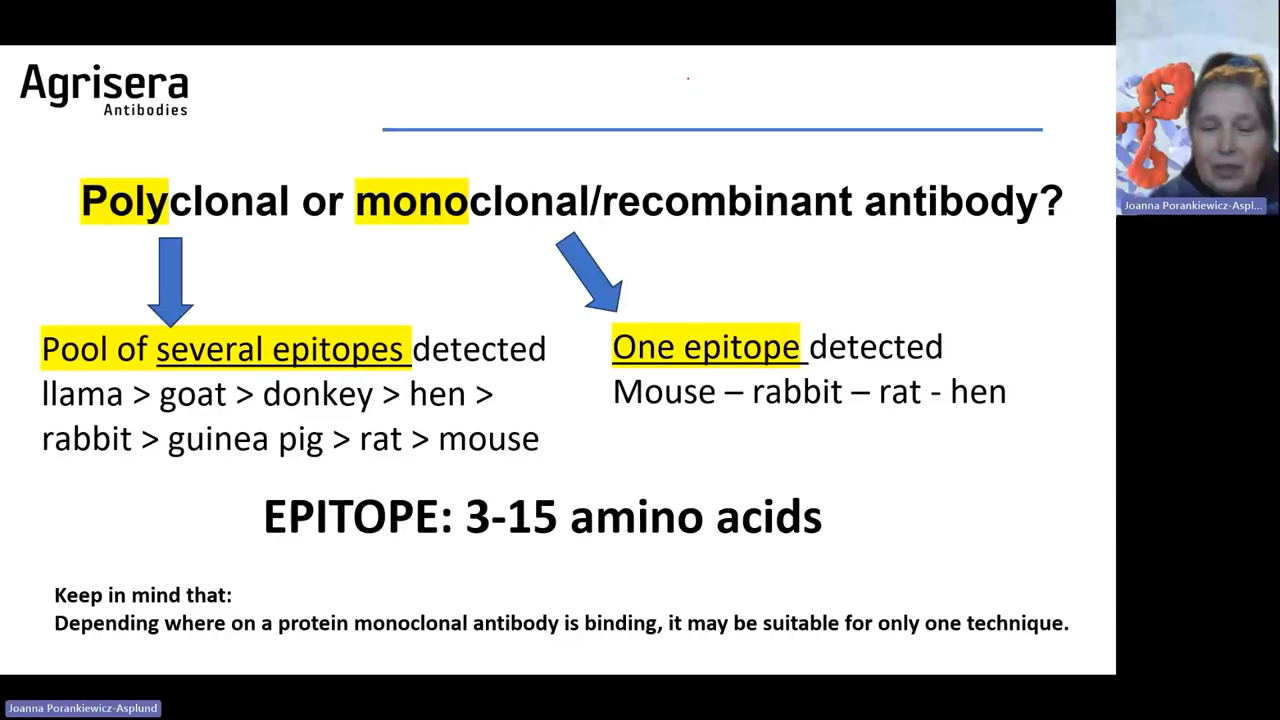 Agrisera
Antibodies
Polyclonal or monoclonal/recombinant antibody?
Pool of several epitopes detected
llama > goat > donkey > hen >
rabbit > guinea pig > rat > mouse
One epitope detected
Mouse – rabbit – rat - hen
EPITOPE: 3-15 amino acids
Keep in mind that:
Depending where on a protein monoclonal antibody is binding, it may be suitable for only one technique.
Joanna Porankiewicz-Aspl...
Joanna Porankiewicz-Asplund